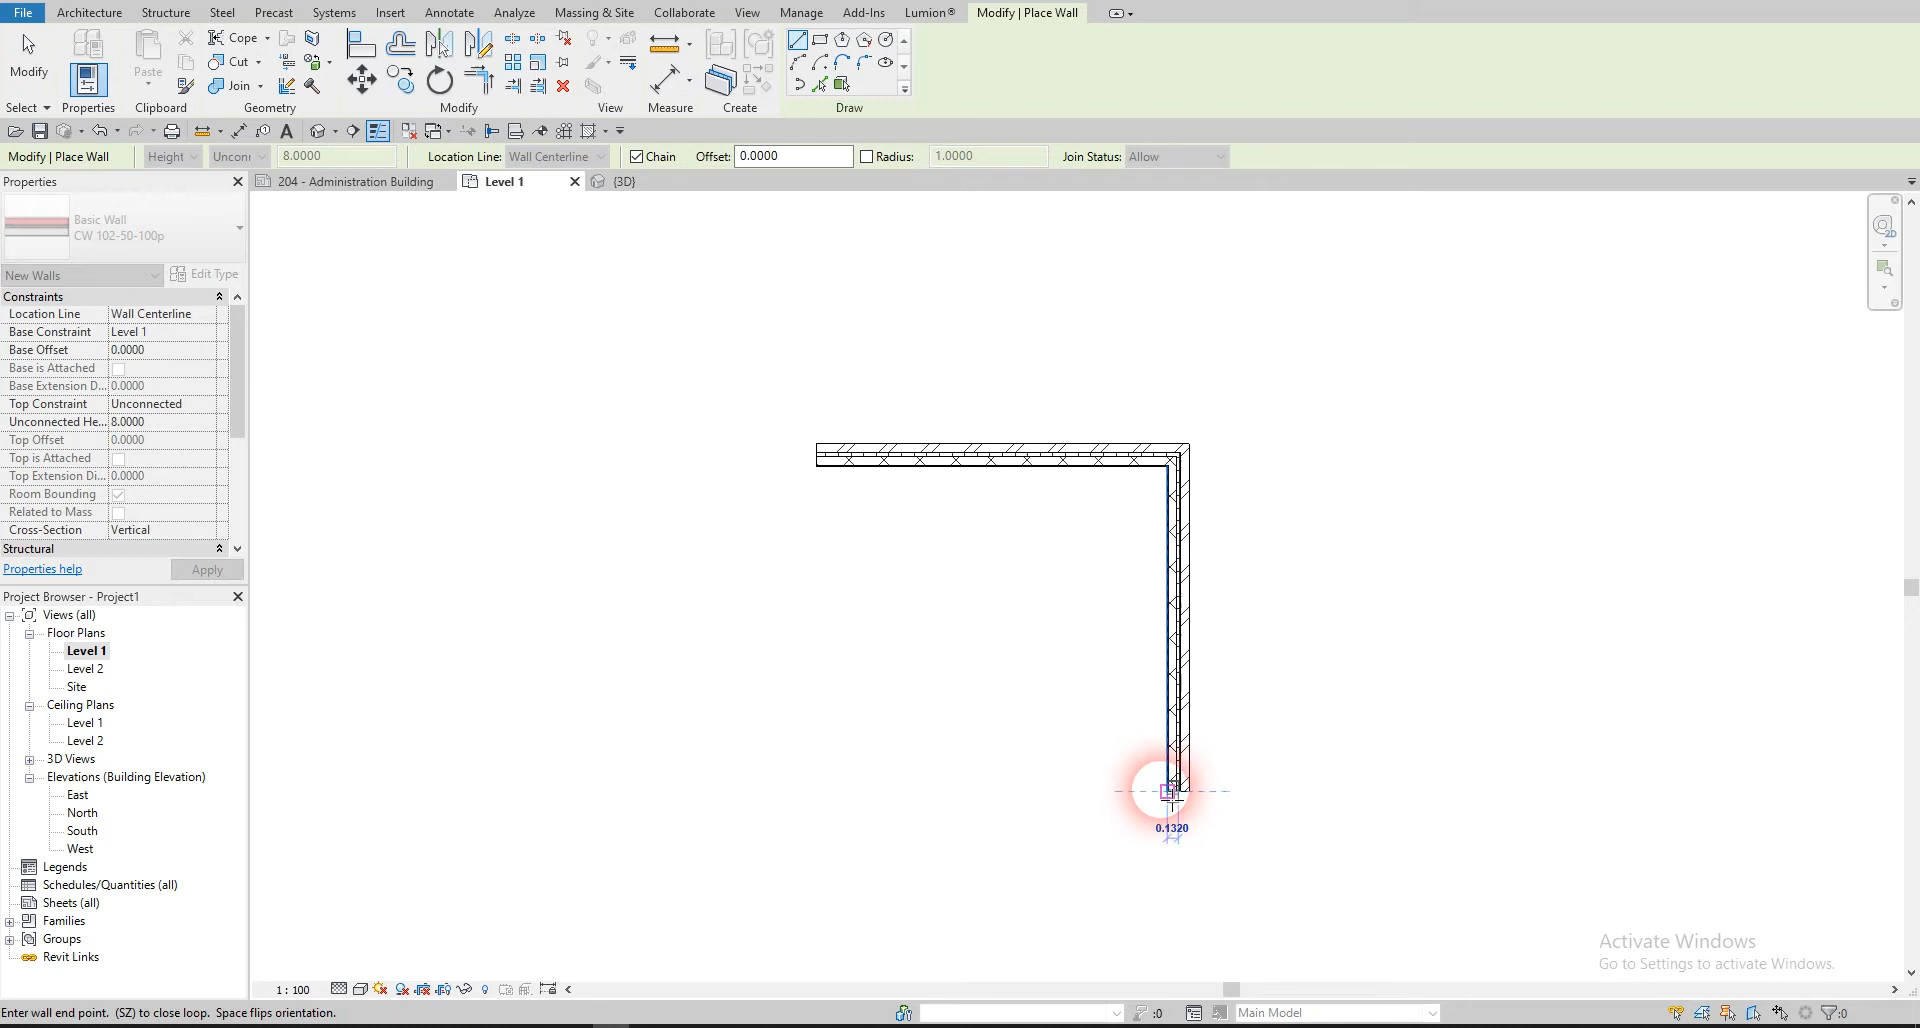 File Architecture Structure Steel Precast Systems Insert Annotate Analyze Massing & Site Collaborate View Manage Add-Ins Lumion® Modify | Place Wall
Cope
Modify
Paste
Cut
Join
Select Properties Clipboard Geometry Modify View Measure Create Draw
Modify | Place Wall Height Unconr 8.0000 Location Line: Wall Centerline Chain Offset: 0.0000 Radius: 1.0000 Join Status: Allow
Properties
204 - Administration Building Level 1 {3D}
Basic Wall
CW 102-50-100p
2D
New Walls Edit Type
Constraints
Location Line Wall Centerline
Base Constraint Level 1
Base Offset 0.0000
Base is Attached
Base Extension D... 0.0000
Top Constraint Unconnected
Unconnected He... 8.0000
Top Offset 0.0000
Top is Attached
Top Extension Di... 0.0000
Room Bounding
Related to Mass
Cross-Section Vertical
Structural
Properties help Apply
Project Browser - Project1
Views (all)
Floor Plans
Level 1
Level 2
Site
Ceiling Plans
Level 1
Level 2
3D Views
Elevations (Building Elevation)
East
North
South
West
Legends
Schedules/Quantities (all)
Sheets (all)
Families
Groups
Revit Links
0.1320
Activate Windows
Go to Settings to activate Windows.
1 : 100
Enter wall end point. (SZ) to close loop. Space flips orientation. :0 Main Model :0